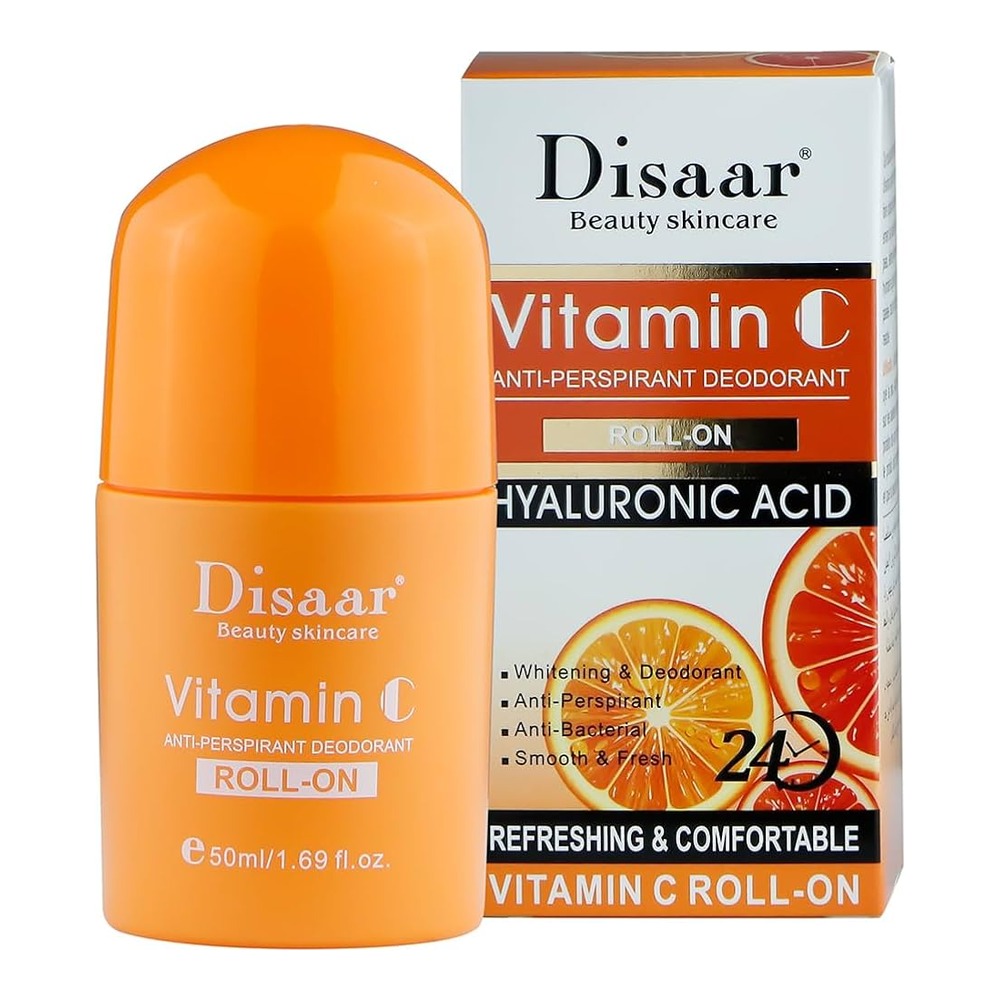 Disaar®
Beauty skincare
Vitamin C
ANTI-PERSPIRANT DEODORANT
ROLL-ON
e 50ml/1.69 fl.oz.
Disaar®
Beauty skincare
Vitamin C
ANTI-PERSPIRANT DEODORANT
ROLL-ON
HYALURONIC ACID
▪ Whitening & Deodorant
▪ Anti-Perspirant
▪ Anti-Bacterial
▪ Smooth & Fresh
24
REFRESHING & COMFORTABLE
VITAMIN C ROLL-ON